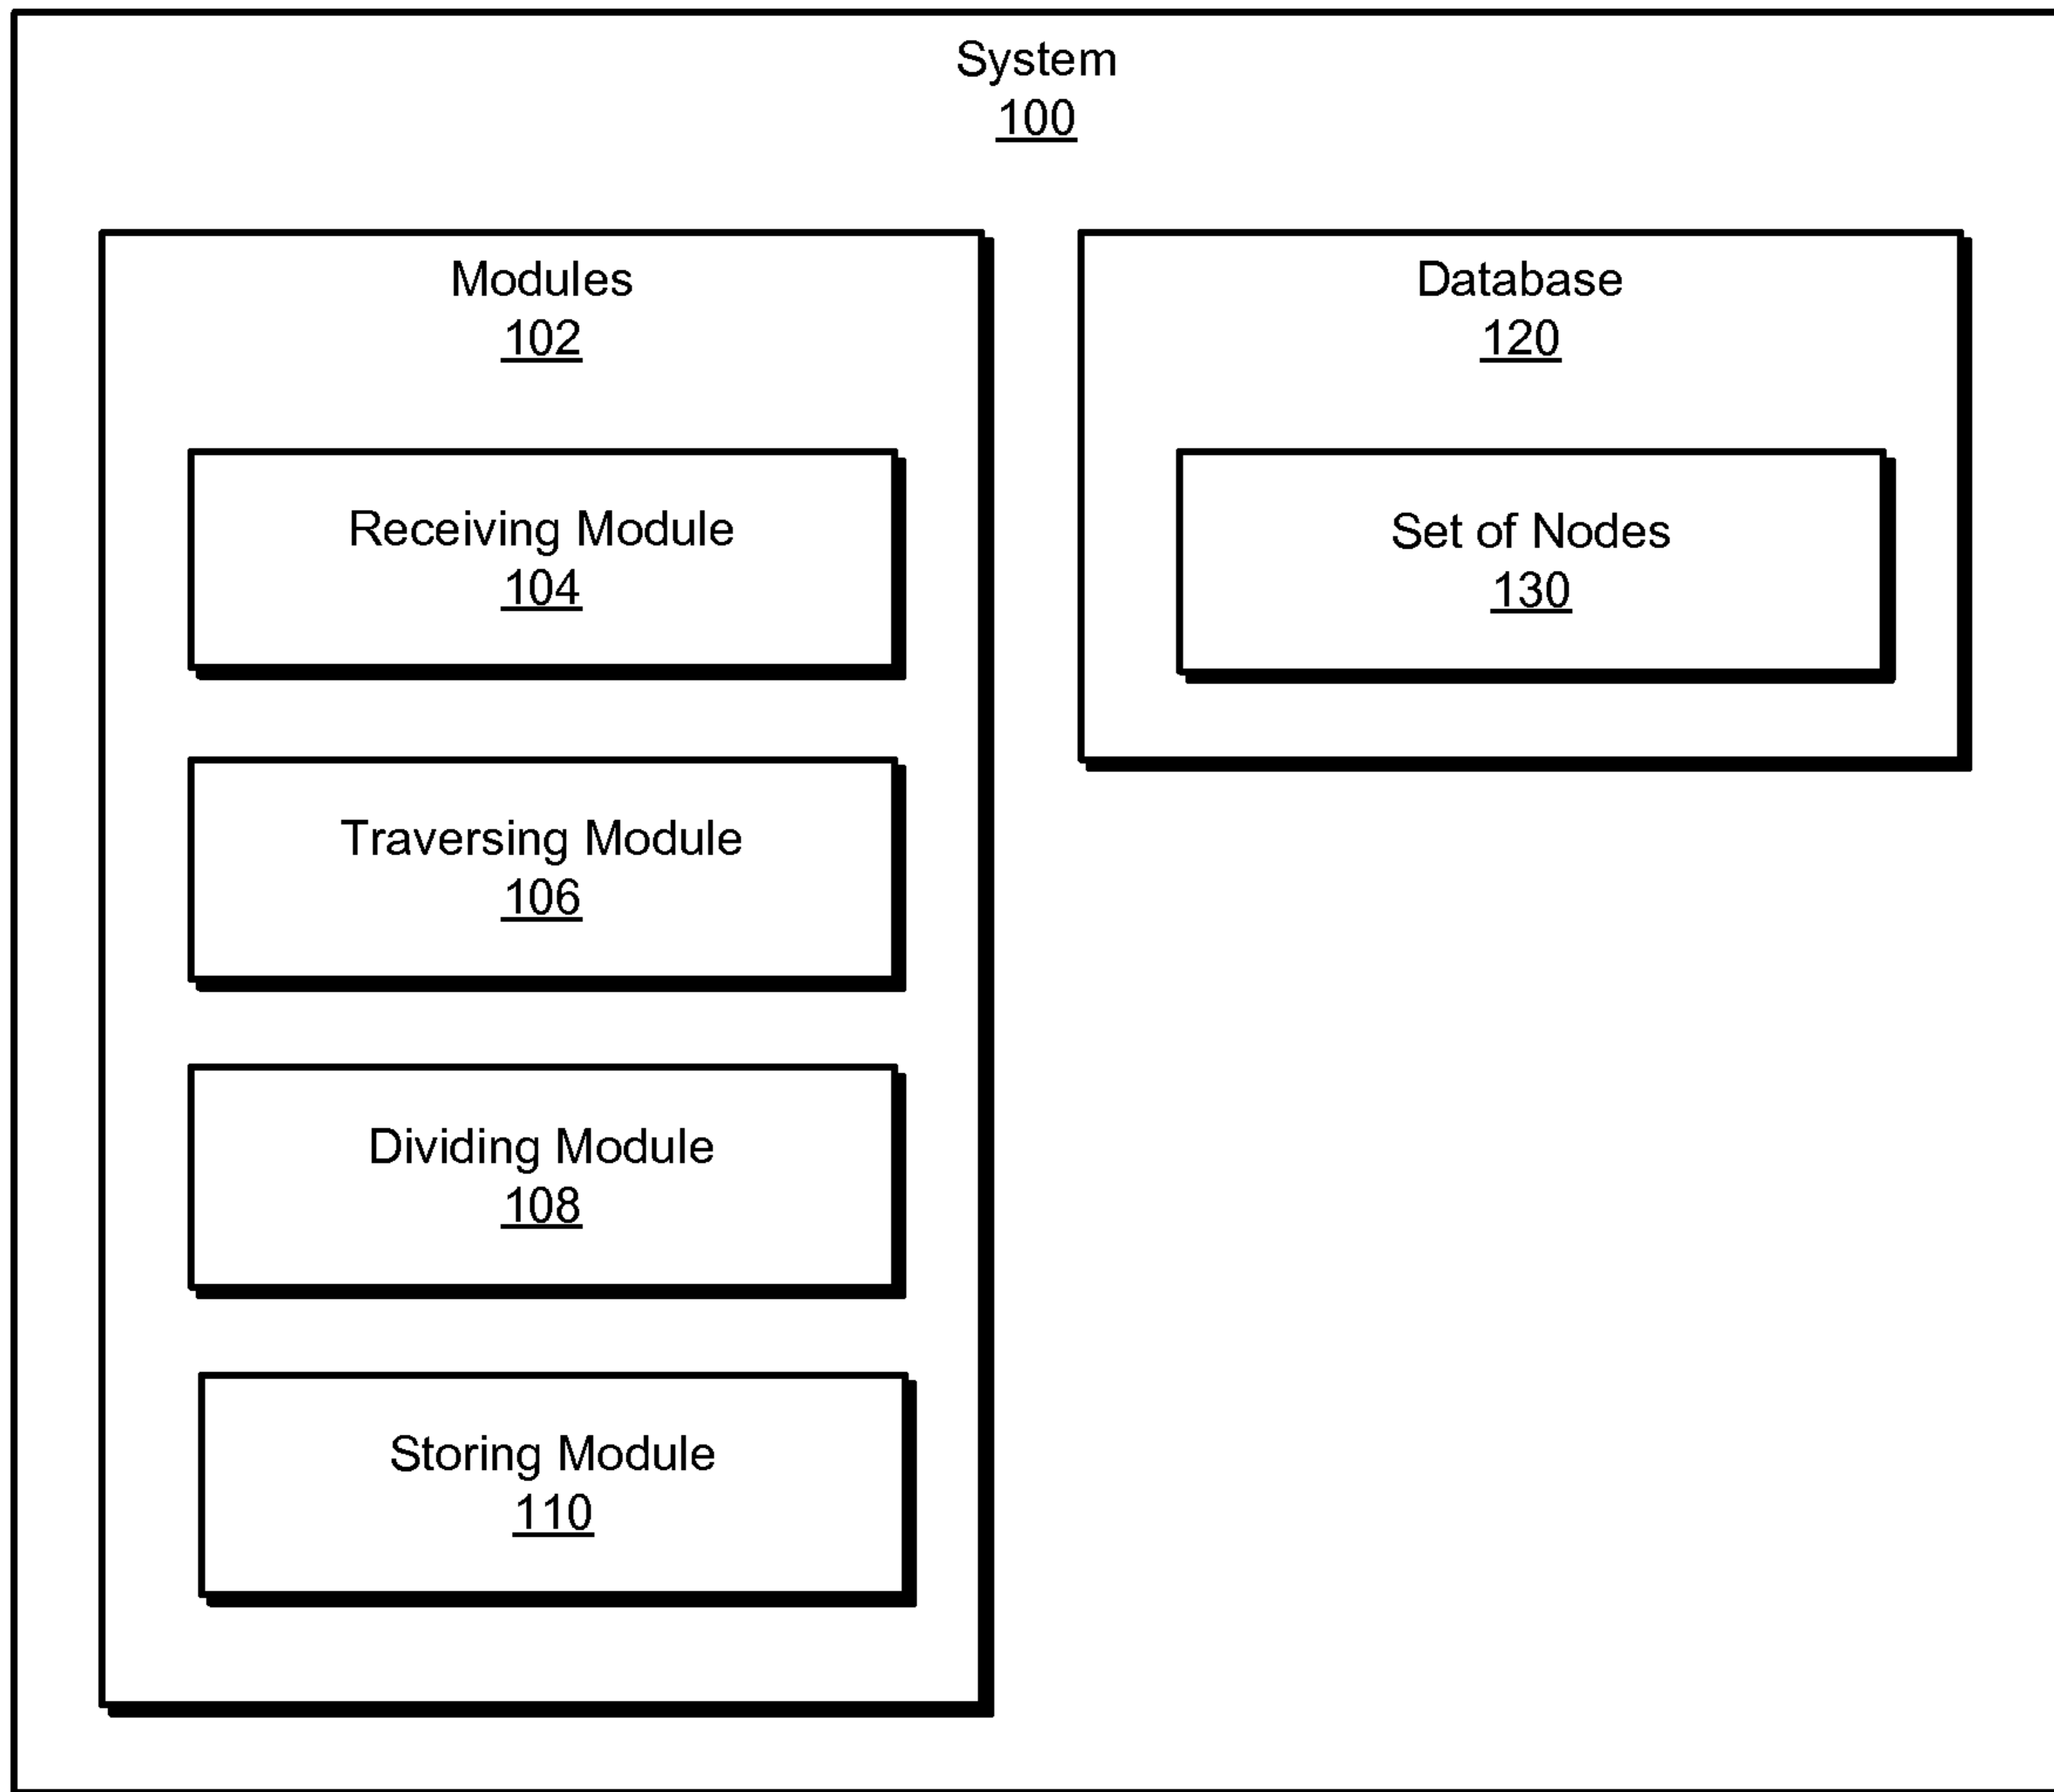 System
100
Modules
102
Receiving Module
104
Traversing Module
106
Dividing Module
108
Storing Module
110
Database
120
Set of Nodes
130